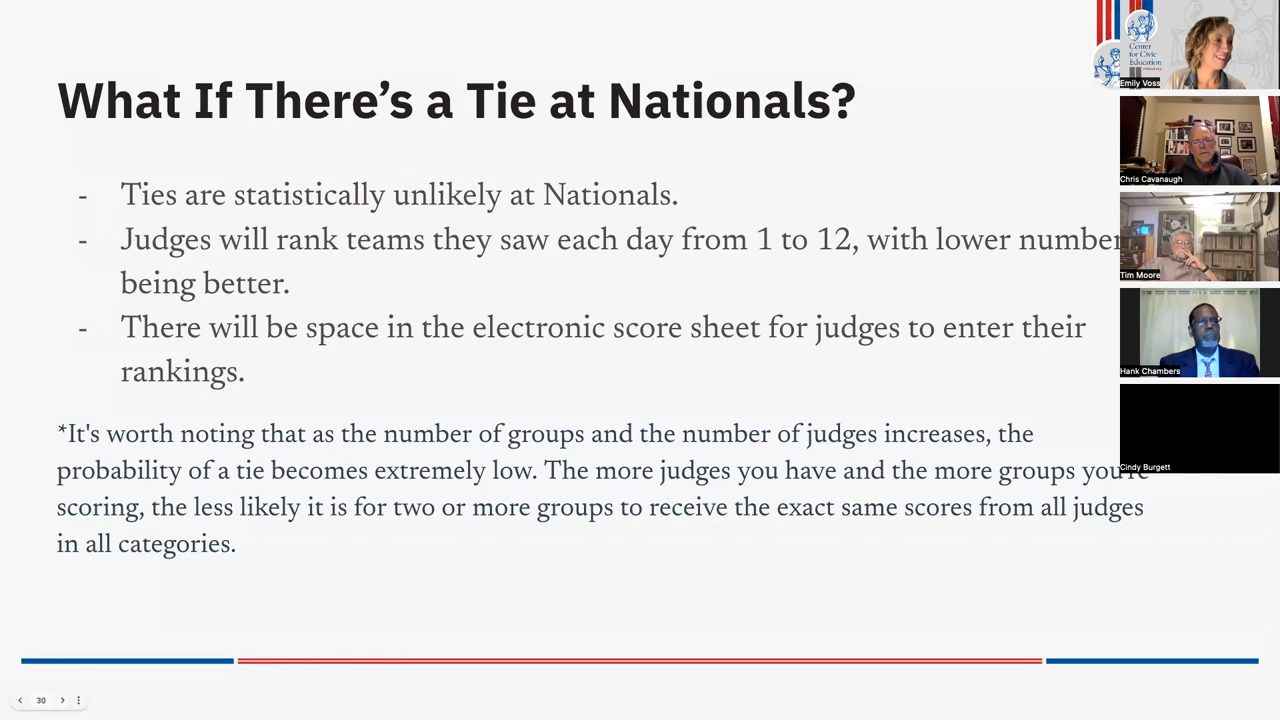 What If There's a Tie at Nationals?
- Ties are statistically unlikely at Nationals.
- Judges will rank teams they saw each day from 1 to 12, with lower number
being better.
- There will be space in the electronic score sheet for judges to enter their
rankings.
*It's worth noting that as the number of groups and the number of judges increases, the
probability of a tie becomes extremely low. The more judges you have and the more groups you're
scoring, the less likely it is for two or more groups to receive the exact same scores from all judges
in all categories.
Center
for Civic
Education
Emily Voss
Chris Cavanaugh
Tim Moore
Hank Chambers
Cindy Burgett
30